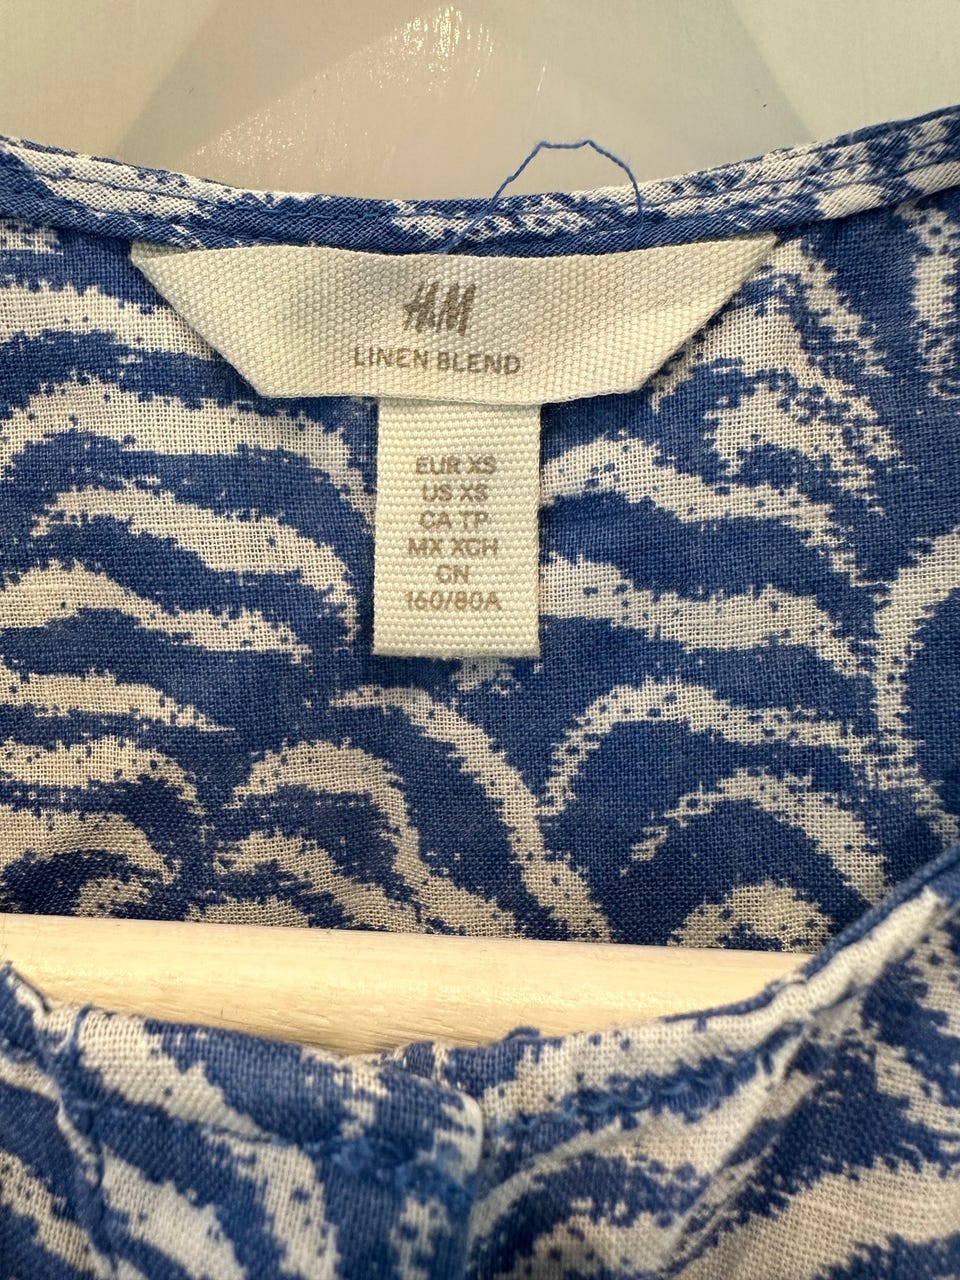 H&M
LINEN BLEND
EUR XS
US XS
CA TP
MX XCH
CN
160/80A